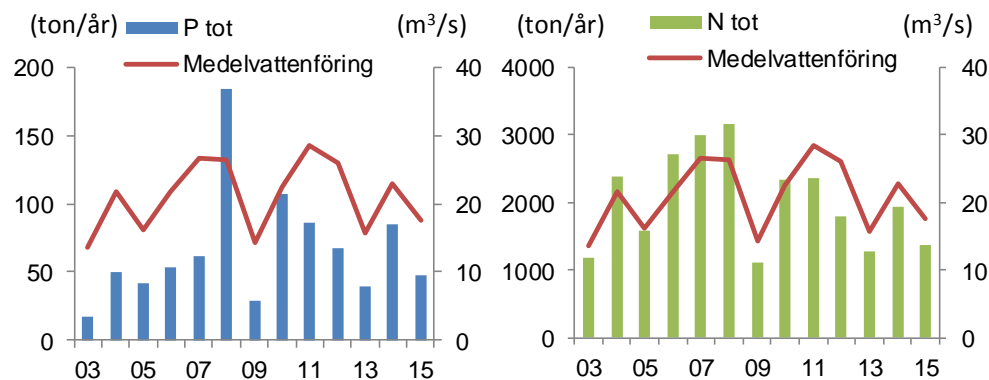 (ton/år) P tot (m³/s)
Medelvattenföring
200 40
150 30
100 20
50 10
0 0
03 05 07 09 11 13 15
(ton/år) N tot (m³/s)
Medelvattenföring
4000 40
3000 30
2000 20
1000 10
0 0
03 05 07 09 11 13 15